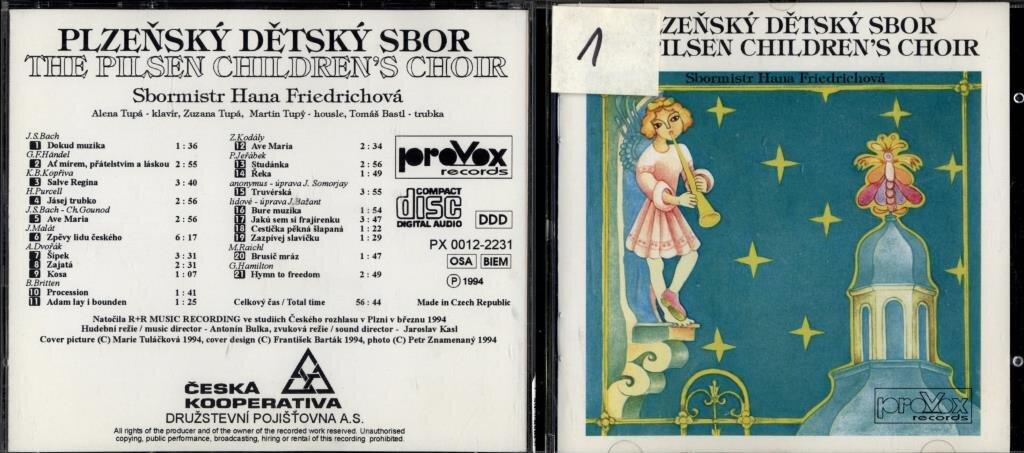 PLZEŇSKÝ DĚTSKÝ SBOR
THE PILSEN CHILDREN'S CHOIR
Sbormistr Hana Friedrichová
Alena Tupá - klavír, Zuzana Tupá, Martin Tupý - housle, Tomáš Bastl - trubka
J.S.Bach
1 Dokud muzika 1 : 36
G.F.Händel
2 Ať mírem, přátelstvím a láskou 2 : 55
K.B.Kopřiva
3 Salve Regina 3 : 40
H.Purcell
4 Jásej trubko 2 : 56
J.S.Bach - Ch.Gounod
5 Ave Maria 2 : 56
J.Malát
6 Zpěvy lidu českého 6 : 17
A.Dvořák
7 Šípek 3 : 31
8 Zajatá 2 : 31
9 Kosa 1 : 07
B.Britten
10 Procession 1 : 41
11 Adam lay i bounden 1 : 25
Z.Kodály
12 Ave Maria 2 : 34
P.Jeřábek
13 Studánka 2 : 56
14 Řeka 1 : 49
anonymus - úprava J. Somorjay
15 Truvérská 3 : 55
lidové - úprava J.Bažant
16 Bure muzika 1 : 54
17 Jakú sem si frajírenku 3 : 47
18 Cestička pěkná šlapaná 1 : 22
19 Zazpívej slavíčku 1 : 29
M.Raichl
20 Brusič mráz 1 : 47
G.Hamilton
21 Hymn to freedom 2 : 49
Celkový čas / Total time 56 : 44
proVox
records
COMPACT
disc
DIGITAL AUDIO
DDD
PX 0012-2231
OSA BIEM
Ⓟ 1994
Made in Czech Republic
Natočila R+R MUSIC RECORDING ve studiích Českého rozhlasu v Plzni v březnu 1994
Hudební režie / music director - Antonín Bulka, zvuková režie / sound director - Jaroslav Kasl
Cover picture (C) Marie Tuláčková 1994, cover design (C) František Barták 1994, photo (C) Petr Znamenaný 1994
ČESKÁ
KOOPERATIVA
DRUŽSTEVNÍ POJIŠŤOVNA A.S.
All rights of the producer and of the owner of the recorded work reserved. Unauthorised
copying, public performance, broadcasting, hiring or rental of this recording prohibited.
1
ZEŇSKÝ DĚTSKÝ SBOR
PILSEN CHILDREN'S CHOIR
Sbormistr Hana Friedrichová
proVox
records